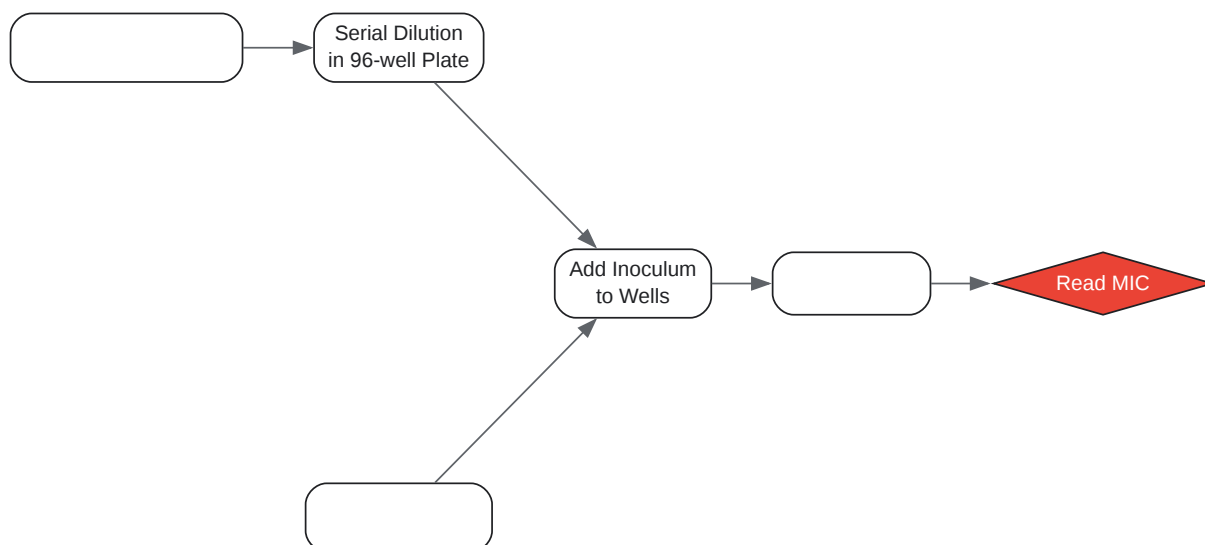 Serial Dilution
in 96-well Plate
Add Inoculum
to Wells
Read MIC